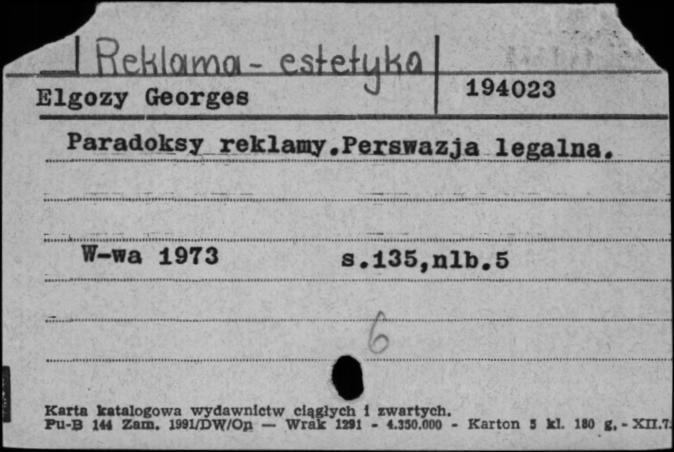 Reklama - estetyka
Elgozy Georges 194023
Paradoksy reklamy.Perswazja legalna.
W-wa 1973 s.135,nlb.5
6
Karta katalogowa wydawnictw ciągłych i zwartych.
Pu-B 144 Zam. 1991/DW/Op — Wrak 1291 - 4.350.000 - Karton 5 kl. 180 g. - XII.7